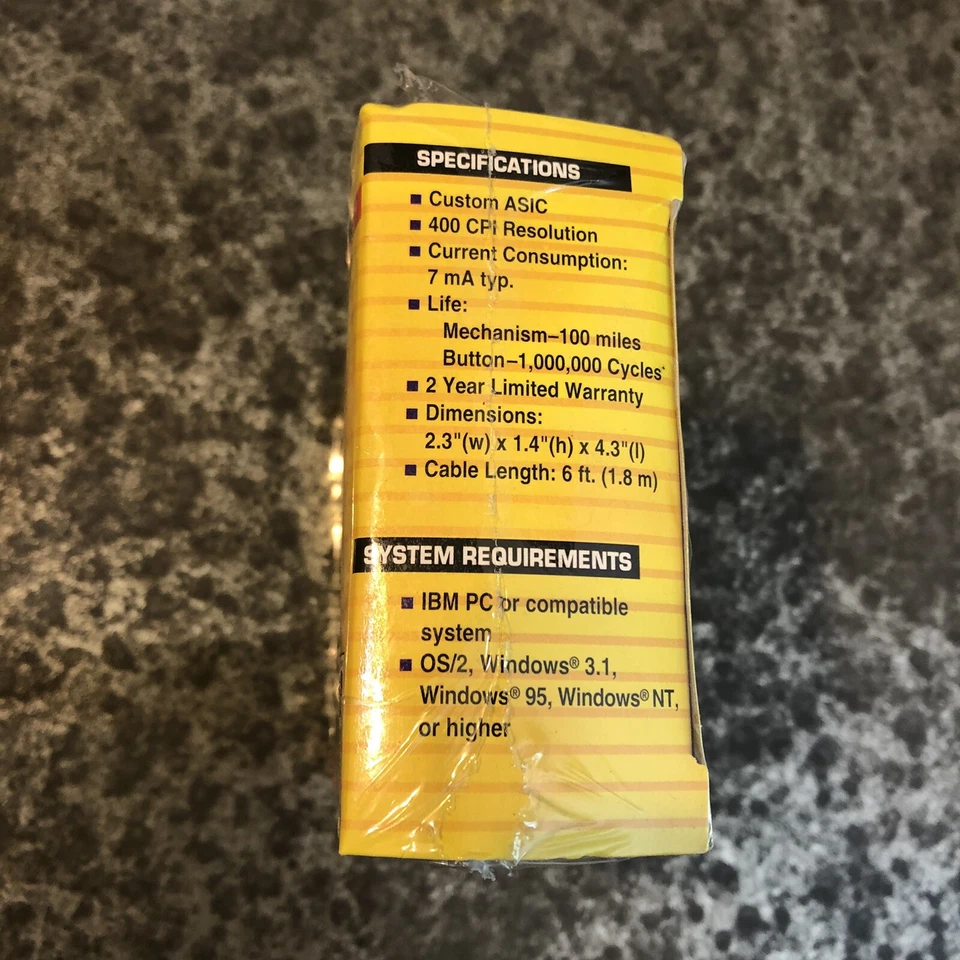 SPECIFICATIONS
■ Custom ASIC
■ 400 CPI Resolution
■ Current Consumption:
7 mA typ.
■ Life:
Mechanism–100 miles
Button–1,000,000 Cycles
■ 2 Year Limited Warranty
■ Dimensions:
2.3"(w) x 1.4"(h) x 4.3"(l)
■ Cable Length: 6 ft. (1.8 m)
SYSTEM REQUIREMENTS
■ IBM PC or compatible
system
■ OS/2, Windows® 3.1,
Windows® 95, Windows® NT,
or higher